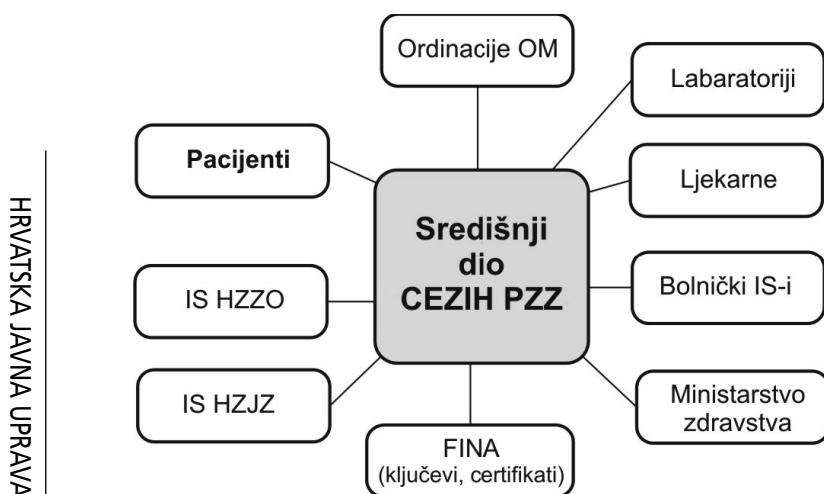 Ordinacije OM
Labaratoriji
Pacijenti
Ljekarne
Središnji
dio
CEZIH PZZ
IS HZZO
Bolnički IS-i
IS HZJZ
Ministarstvo
zdravstva
FINA
(ključevi, certifikati)
HRVATSKA JAVNA UPRAVA